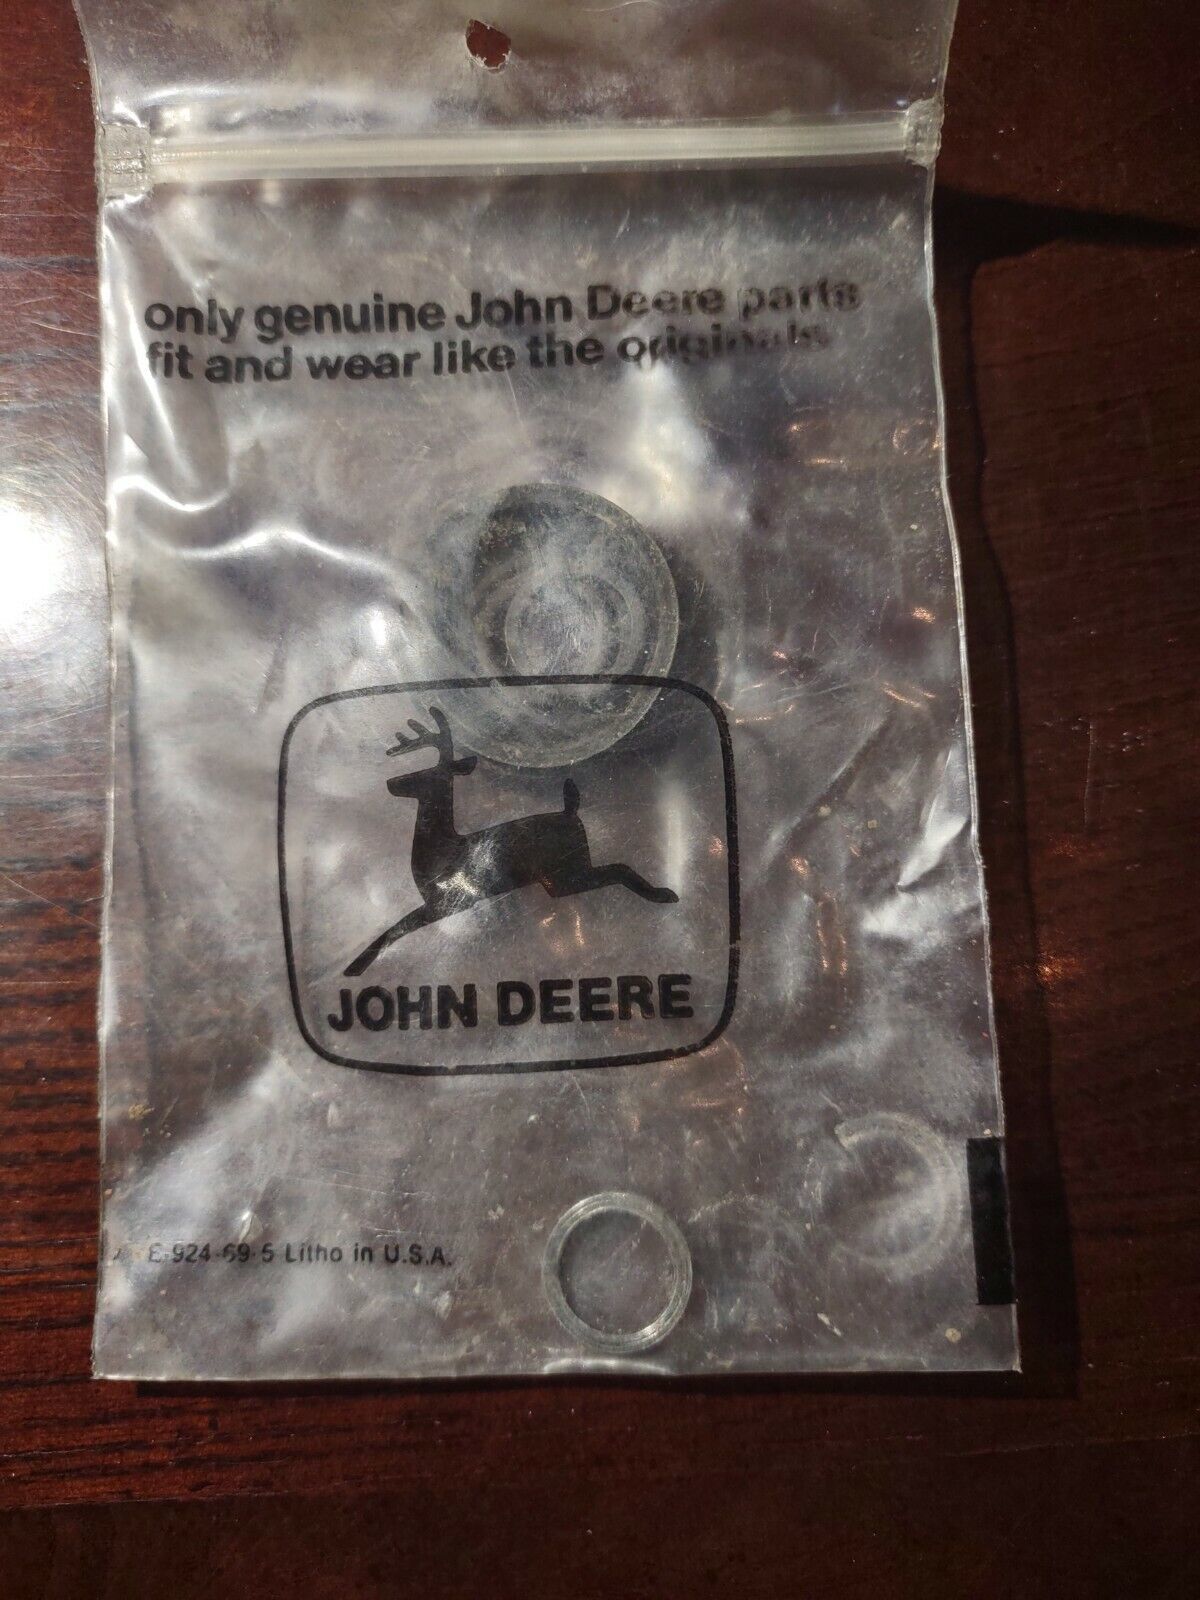 only genuine John Deere parts
fit and wear like the originals
JOHN DEERE
E-924-69-5 Litho in U.S.A.